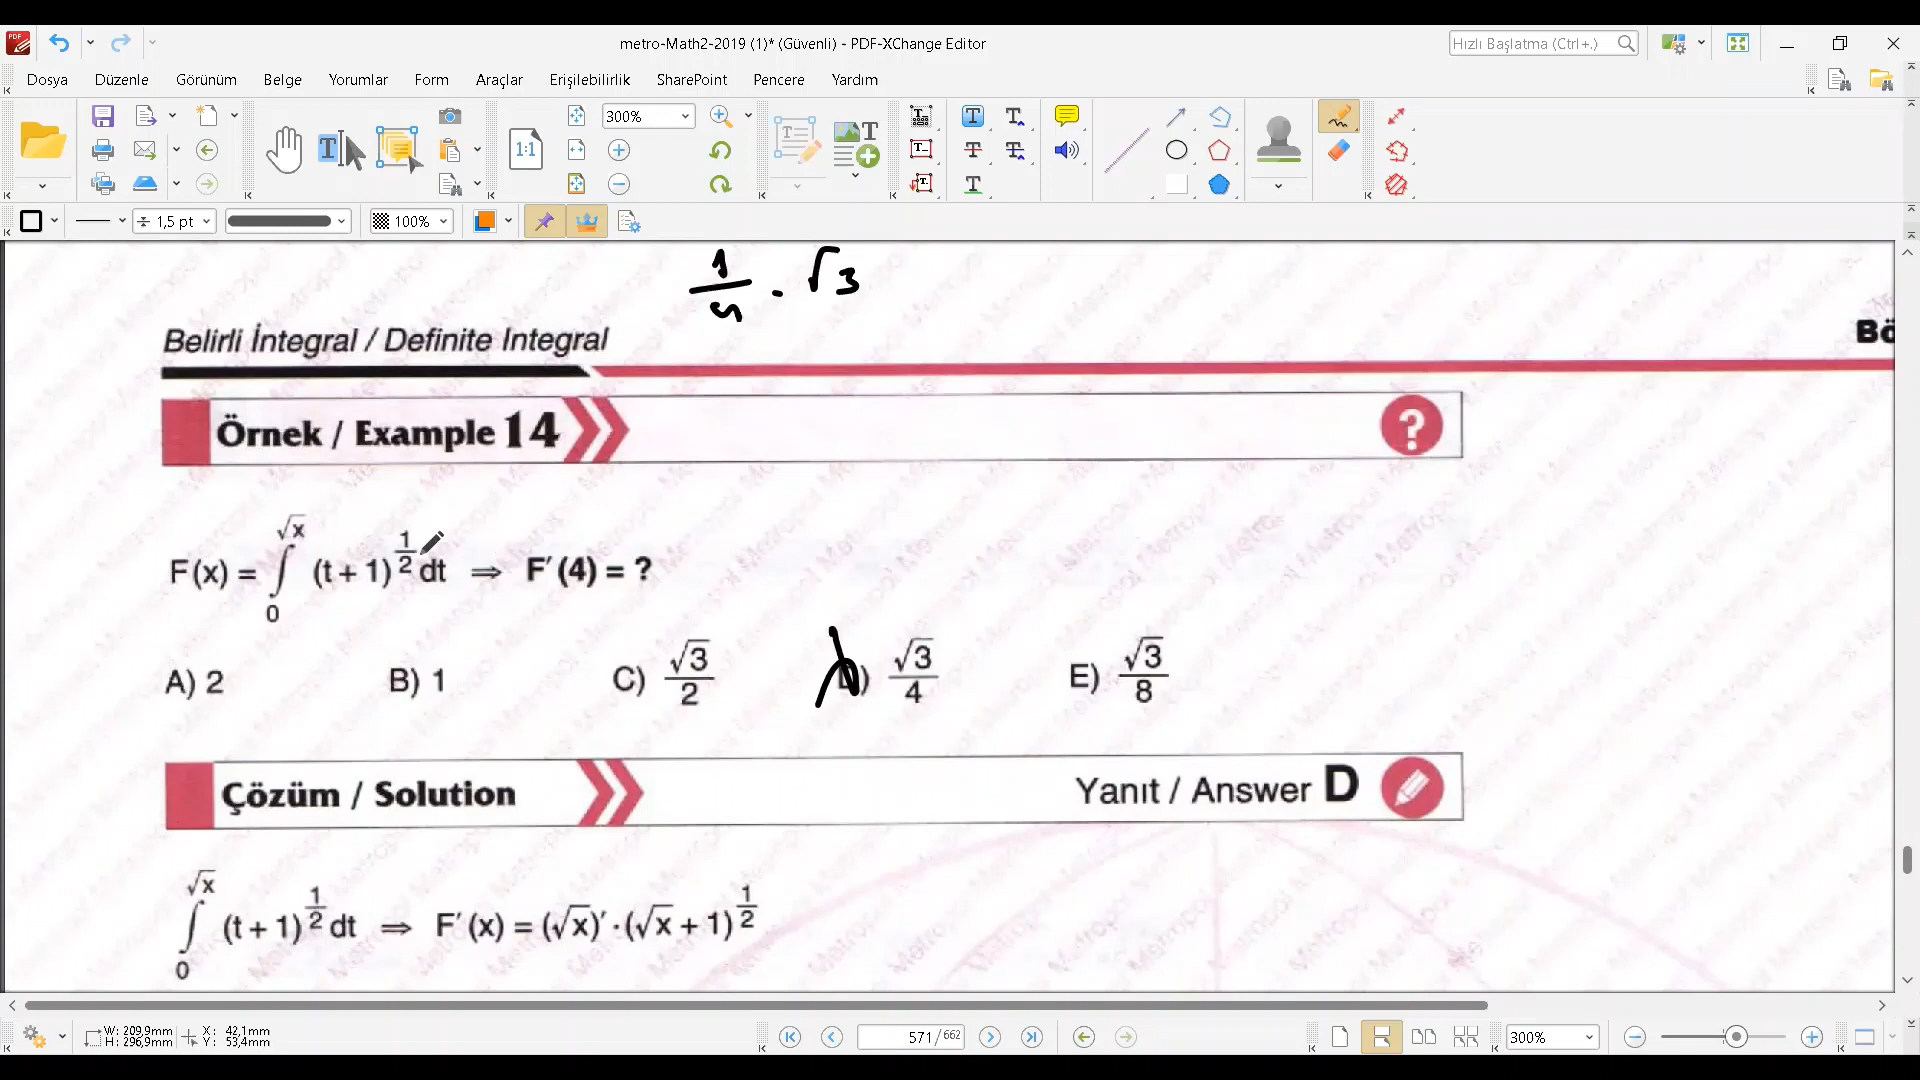 metro-Math2-2019 (1)* (Güvenli) - PDF-XChange Editor
Hızlı Başlatma (Ctrl+.)
Dosya Düzenle Görünüm Belge Yorumlar Form Araçlar Erişilebilirlik SharePoint Pencere Yardım
300%
1:1
1,5 pt
100%
1/4 . √3
Belirli İntegral / Definite Integral
Bö
Örnek / Example 14
?
F(x) = ∫₀^√x (t + 1)^(1/2) dt ⇒ F′(4) = ?
A) 2 B) 1 C) √3/2 D) √3/4 E) √3/8
Çözüm / Solution
Yanıt / Answer D
∫₀^√x (t + 1)^(1/2) dt ⇒ F′(x) = (√x)′ · (√x + 1)^(1/2)
W: 209,9mm
H: 296,9mm
X: 42,1mm
Y: 53,4mm
571 / 662
300%